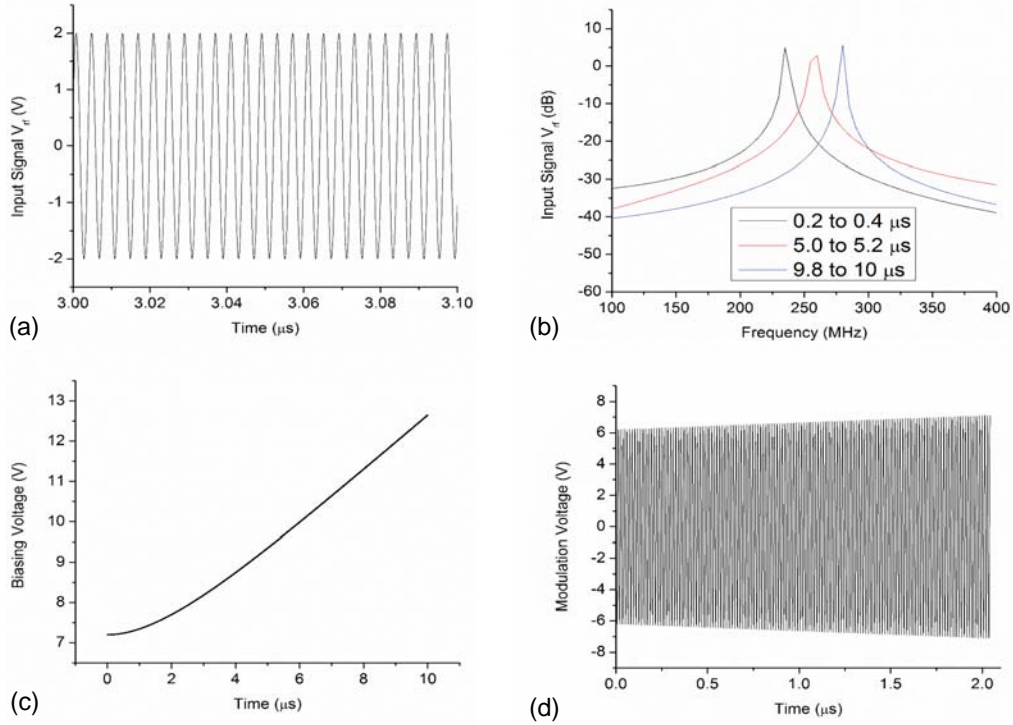 2
1
0
-1
-2
3.00 3.02 3.04 3.06 3.08 3.10
Input Signal V_rf (V)
Time (μs)
(a)
10
0
-10
-20
-30
-40
-50
-60
100 150 200 250 300 350 400
Input Signal V_rf (dB)
Frequency (MHz)
0.2 to 0.4 μs
5.0 to 5.2 μs
9.8 to 10 μs
(b)
13
12
11
10
9
8
7
0 2 4 6 8 10
Biasing Voltage (V)
Time (μs)
(c)
8
6
4
2
0
-2
-4
-6
-8
0.0 0.5 1.0 1.5 2.0
Modulation Voltage (V)
Time (μs)
(d)